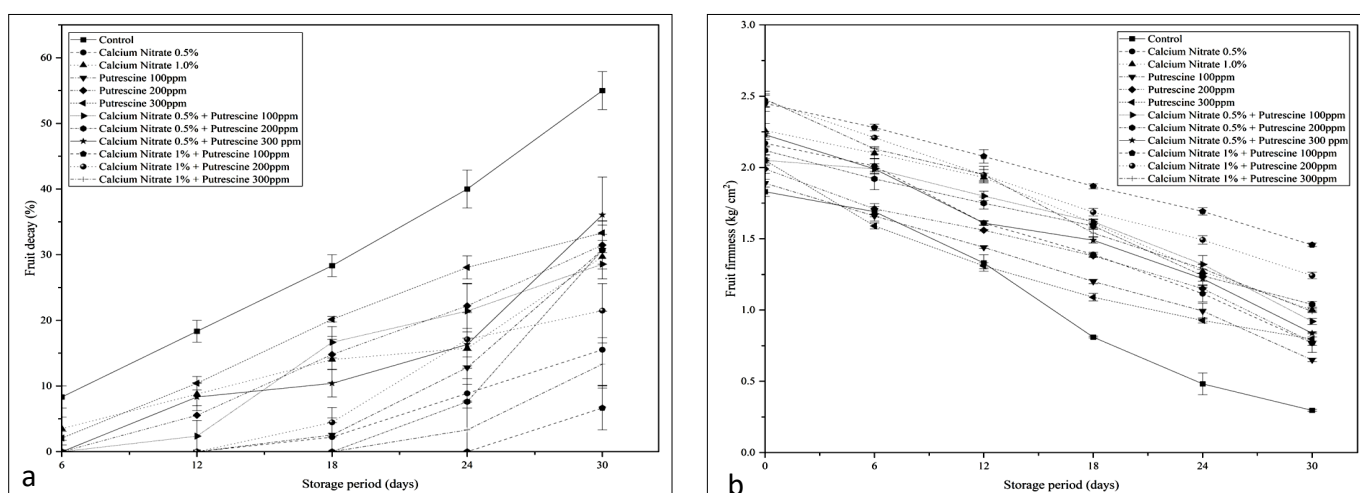 Control
Calcium Nitrate 0.5%
Calcium Nitrate 1.0%
Putrescine 100ppm
Putrescine 200ppm
Putrescine 300ppm
Calcium Nitrate 0.5% + Putrescine 100ppm
Calcium Nitrate 0.5% + Putrescine 200ppm
Calcium Nitrate 0.5% + Putrescine 300 ppm
Calcium Nitrate 1% + Putrescine 100ppm
Calcium Nitrate 1% + Putrescine 200ppm
Calcium Nitrate 1% + Putrescine 300ppm
Fruit decay (%)
60
50
40
30
20
10
0
6
12
18
24
30
Storage period (days)
a
Control
Calcium Nitrate 0.5%
Calcium Nitrate 1.0%
Putrescine 100ppm
Putrescine 200ppm
Putrescine 300ppm
Calcium Nitrate 0.5% + Putrescine 100ppm
Calcium Nitrate 0.5% + Putrescine 200ppm
Calcium Nitrate 0.5% + Putrescine 300 ppm
Calcium Nitrate 1% + Putrescine 100ppm
Calcium Nitrate 1% + Putrescine 200ppm
Calcium Nitrate 1% + Putrescine 300ppm
Fruit firmness (kg/ cm²)
3.0
2.5
2.0
1.5
1.0
0.5
0.0
0
6
12
18
24
30
Storage period (days)
b